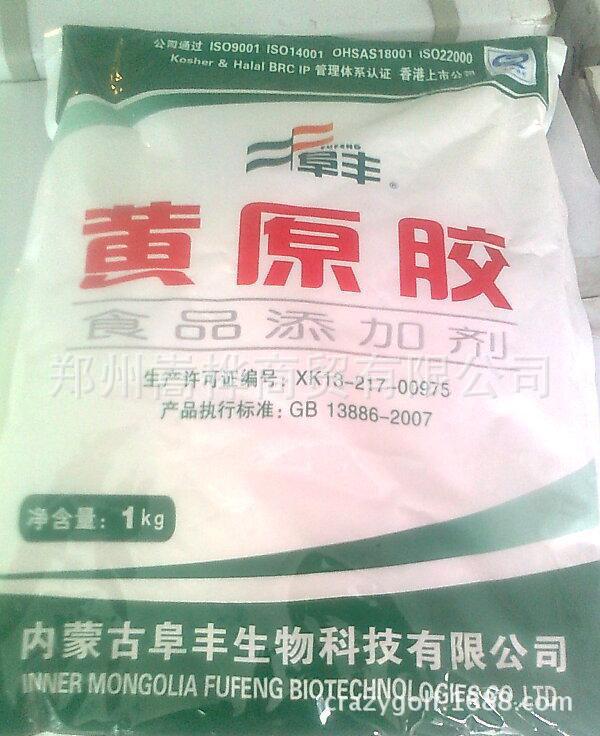 公司通过 ISO9001 ISO14001 OHSAS18001 ISO22000
Kosher & Halal BRC IP 管理体系认证 香港上市公司
FUFENG
阜丰®
黄原胶
食品添加剂
郑州嵩桦商贸有限公司
生产许可证编号：XK13-217-00975
产品执行标准：GB 13886-2007
净含量：1kg
内蒙古阜丰生物科技有限公司
INNER MONGOLIA FUFENG BIOTECHNOLOGIES CO.,LTD.
crazygolf.1688.com